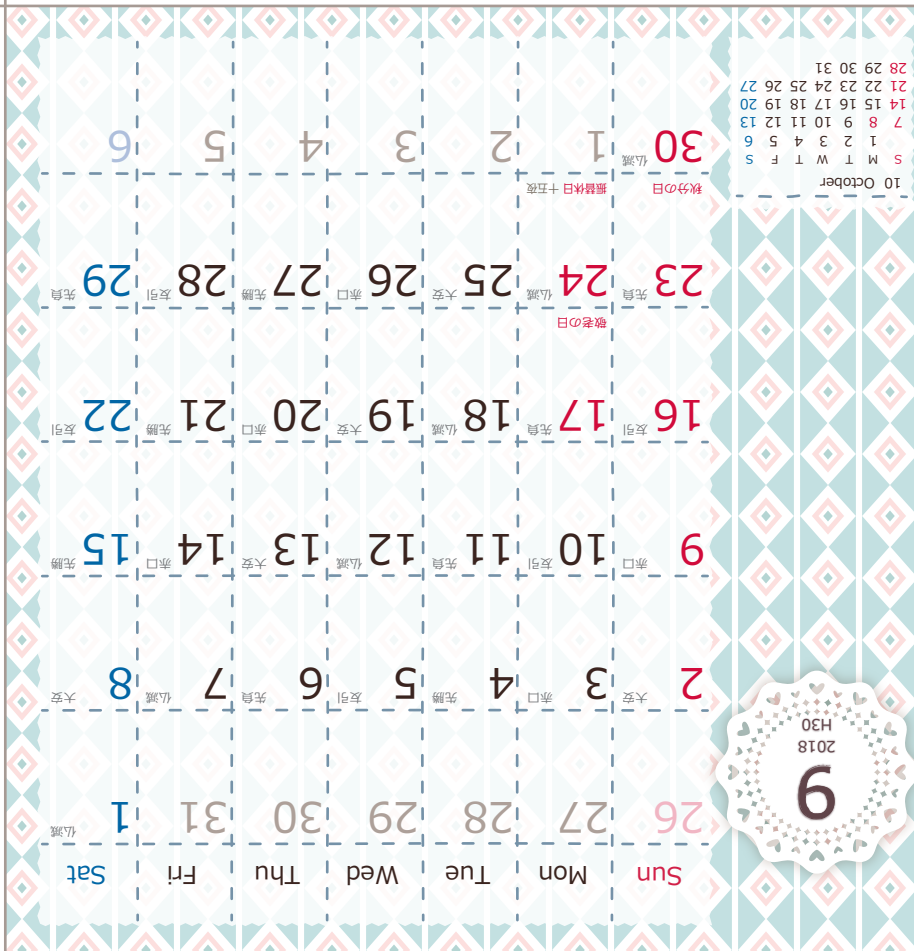 9
2018
H30
Sun Mon Tue Wed Thu Fri Sat
26 27 28 29 30 31 1 仏滅
2 大安 3 赤口 4 先勝 5 友引 6 先負 7 仏滅 8 大安
9 赤口 10 友引 11 先負 12 仏滅 13 大安 14 赤口 15 先勝
16 友引 17 先負 18 仏滅 19 大安 20 赤口 21 先勝 22 友引
敬老の日
23 先負 24 仏滅 25 大安 26 赤口 27 先勝 28 友引 29 先負
秋分の日 振替休日 十五夜
30 仏滅 1 2 3 4 5 6
10 October
S M T W T F S
1 2 3 4 5 6
7 8 9 10 11 12 13
14 15 16 17 18 19 20
21 22 23 24 25 26 27
28 29 30 31